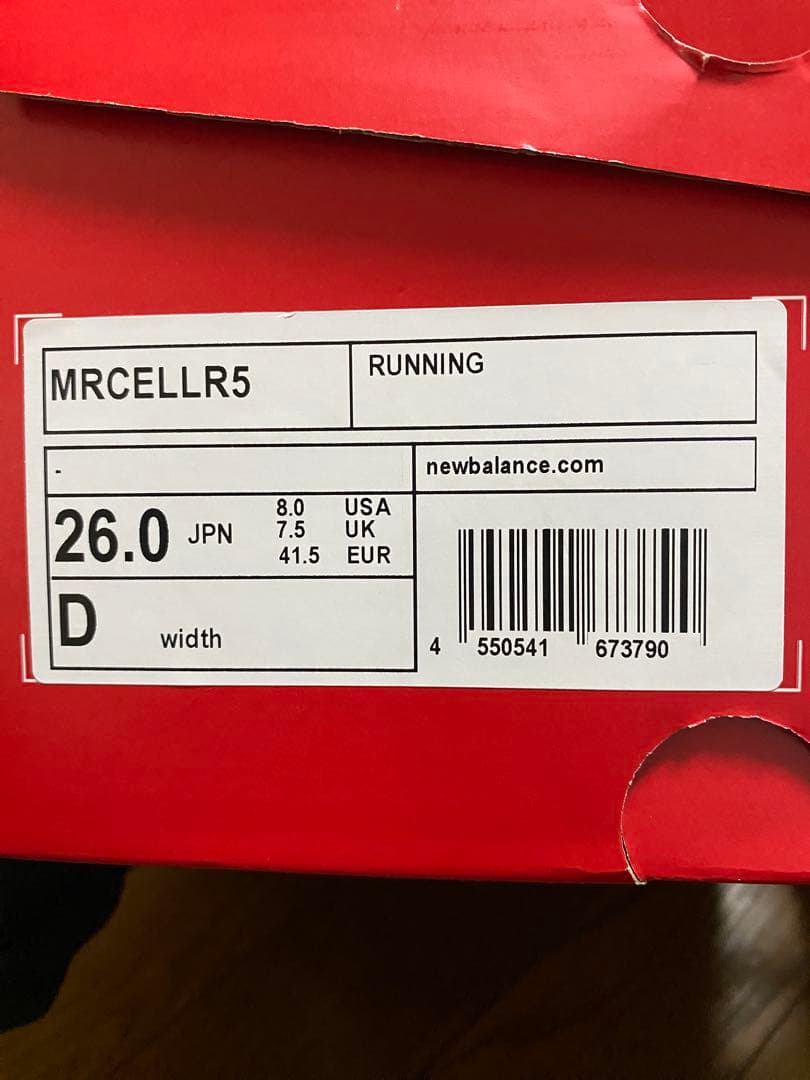 MRCELLR5
RUNNING
-
newbalance.com
26.0 JPN
8.0 USA
7.5 UK
41.5 EUR
D width
4 550541 673790